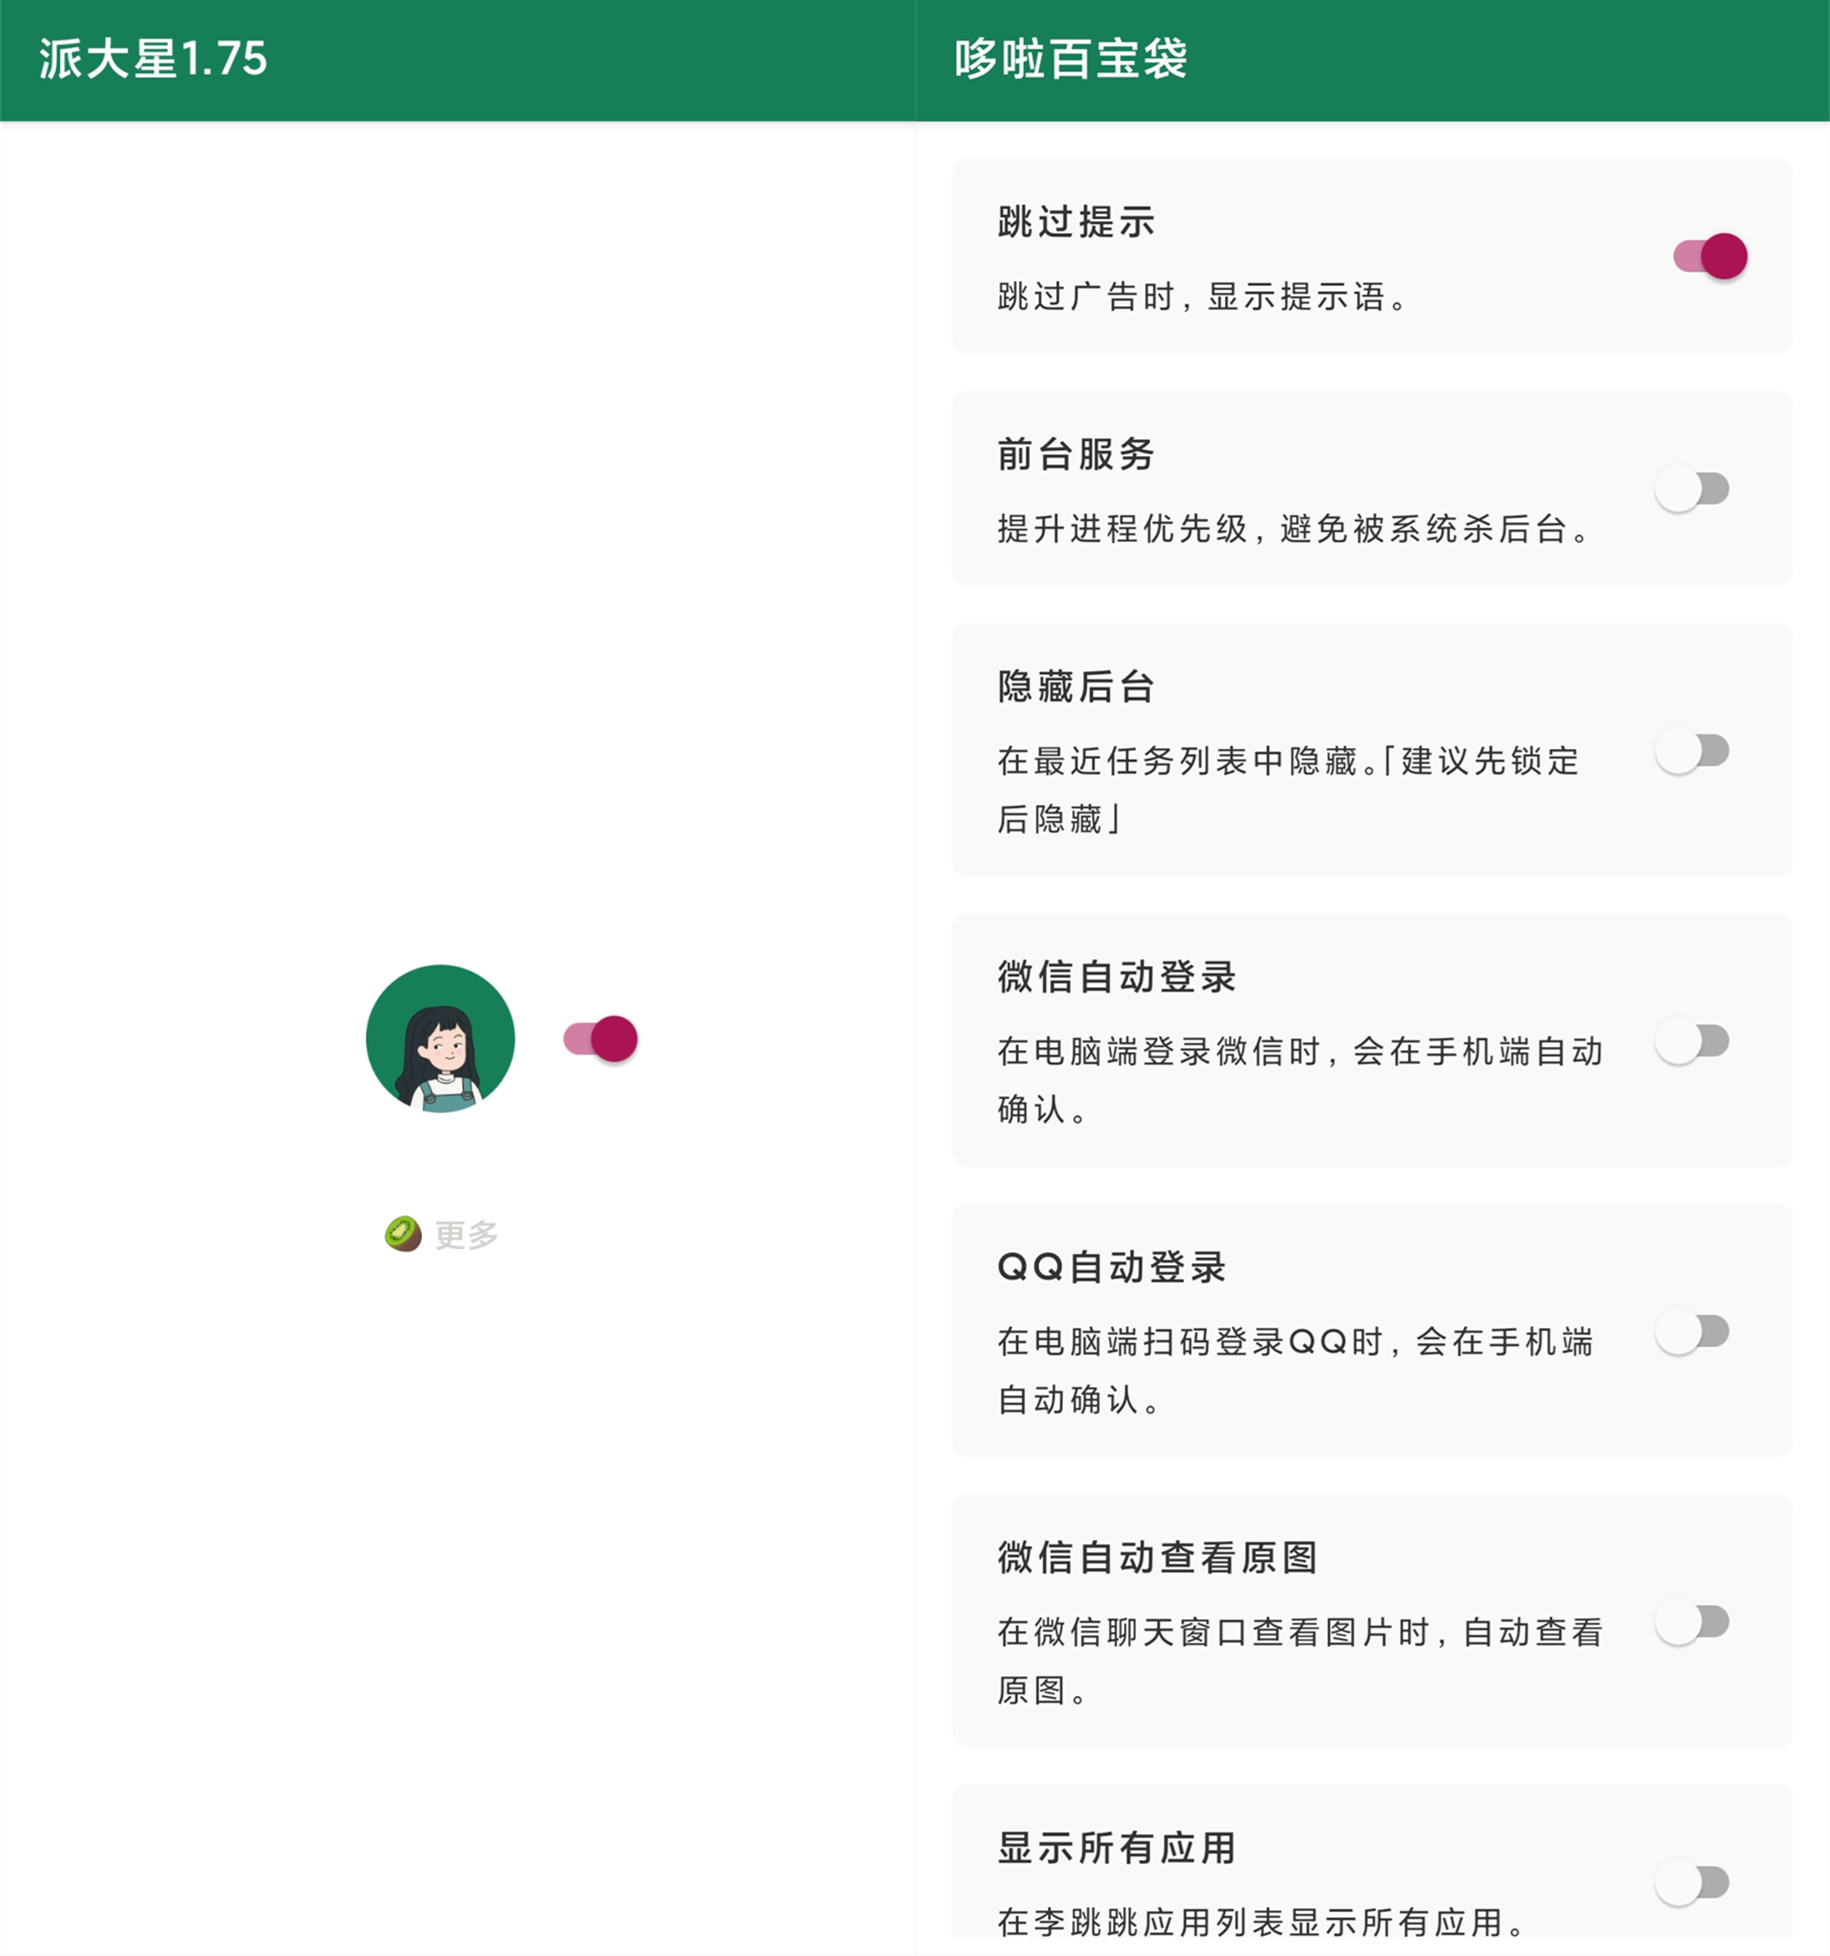 派大星1.75
更多
哆啦百宝袋
跳过提示
跳过广告时，显示提示语。
前台服务
提升进程优先级，避免被系统杀后台。
隐藏后台
在最近任务列表中隐藏。「建议先锁定
后隐藏」
微信自动登录
在电脑端登录微信时，会在手机端自动
确认。
QQ自动登录
在电脑端扫码登录QQ时，会在手机端
自动确认。
微信自动查看原图
在微信聊天窗口查看图片时，自动查看
原图。
显示所有应用
在李跳跳应用列表显示所有应用。